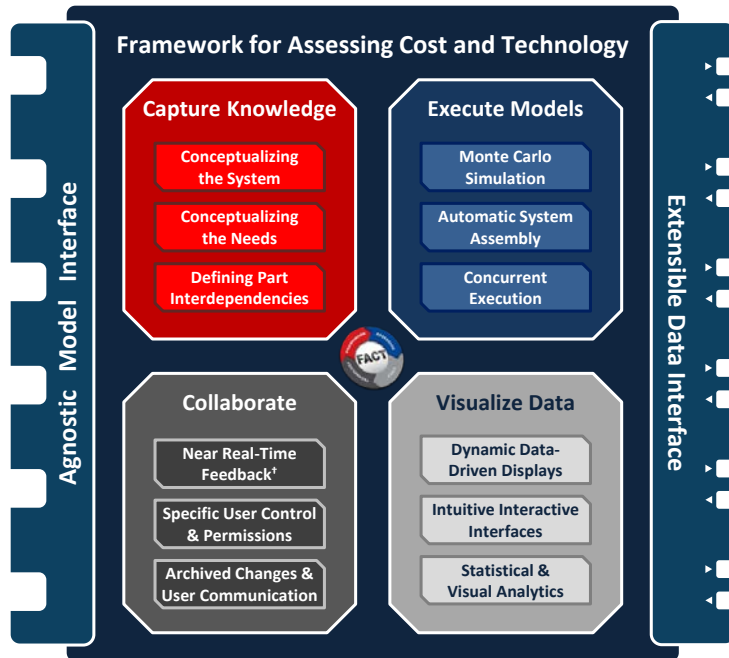 Framework for Assessing Cost and Technology
Agnostic Model Interface
Capture Knowledge
Conceptualizing
the System
Conceptualizing
the Needs
Defining Part
Interdependencies
Execute Models
Monte Carlo
Simulation
Automatic System
Assembly
Concurrent
Execution
FACT
Collaborate
Near Real-Time
Feedback†
Specific User Control
& Permissions
Archived Changes &
User Communication
Visualize Data
Dynamic Data-
Driven Displays
Intuitive Interactive
Interfaces
Statistical &
Visual Analytics
Extensible Data Interface